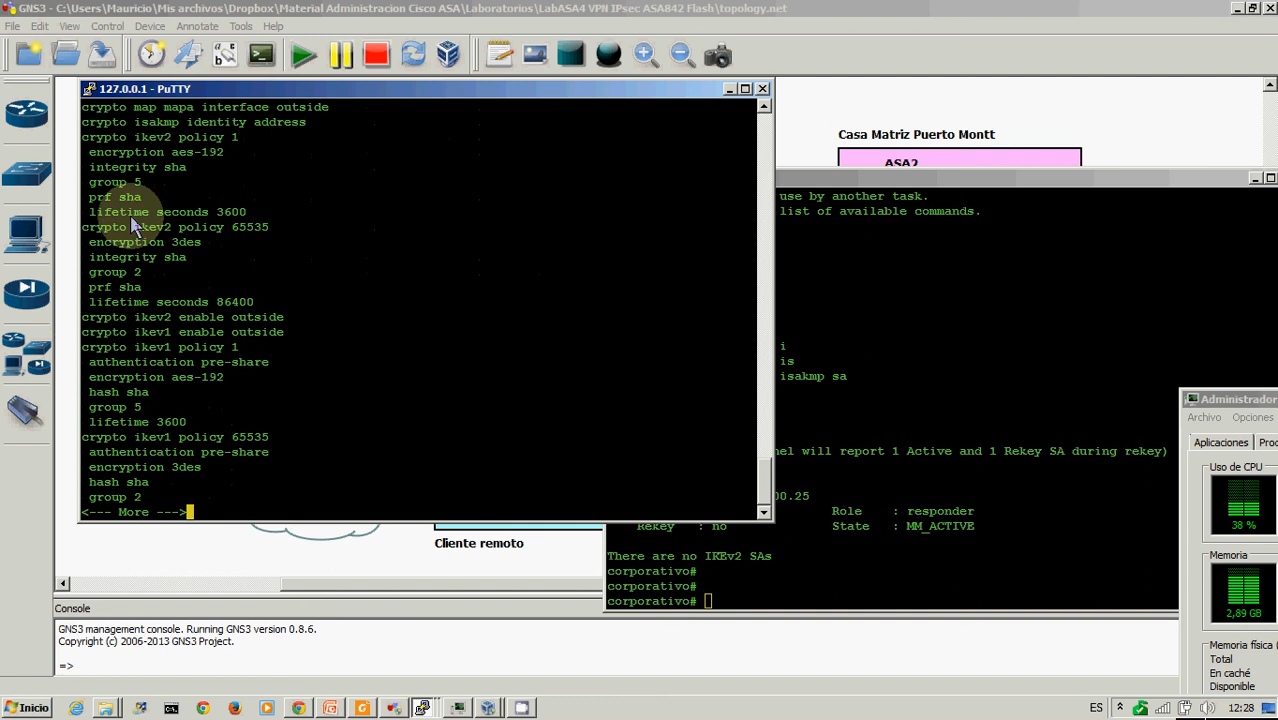 GNS3 - C:\Users\Mauricio\Mis archivos\Dropbox\Material Administracion Cisco ASA\Laboratorios\LabASA4 VPN IPsec ASA842 Flash\topology.net
File Edit View Control Device Annotate Tools Help
127.0.0.1 - PuTTY
crypto map mapa interface outside
crypto isakmp identity address
crypto ikev2 policy 1
encryption aes-192
integrity sha
group 5
prf sha
lifetime seconds 3600
crypto ikev2 policy 65535
encryption 3des
integrity sha
group 2
prf sha
lifetime seconds 86400
crypto ikev2 enable outside
crypto ikev1 enable outside
crypto ikev1 policy 1
authentication pre-share
encryption aes-192
hash sha
group 5
lifetime 3600
crypto ikev1 policy 65535
authentication pre-share
encryption 3des
hash sha
group 2
<--- More --->
Casa Matriz Puerto Montt
ASA2
use by another task.
list of available commands.
i
is
isakmp sa
nel will report 1 Active and 1 Rekey SA during rekey)
00.25
Role : responder
Rekey : no State : MM_ACTIVE
There are no IKEv2 SAs
corporativo#
corporativo#
corporativo#
Cliente remoto
Administrador
Archivo Opciones
Aplicaciones Proc
Uso de CPU
38 %
Memoria
2,89 GB
Memoria física (
Total
En caché
Disponible
Console
GNS3 management console. Running GNS3 version 0.8.6.
Copyright (c) 2006-2013 GNS3 Project.
=>
Inicio
ES
12:28